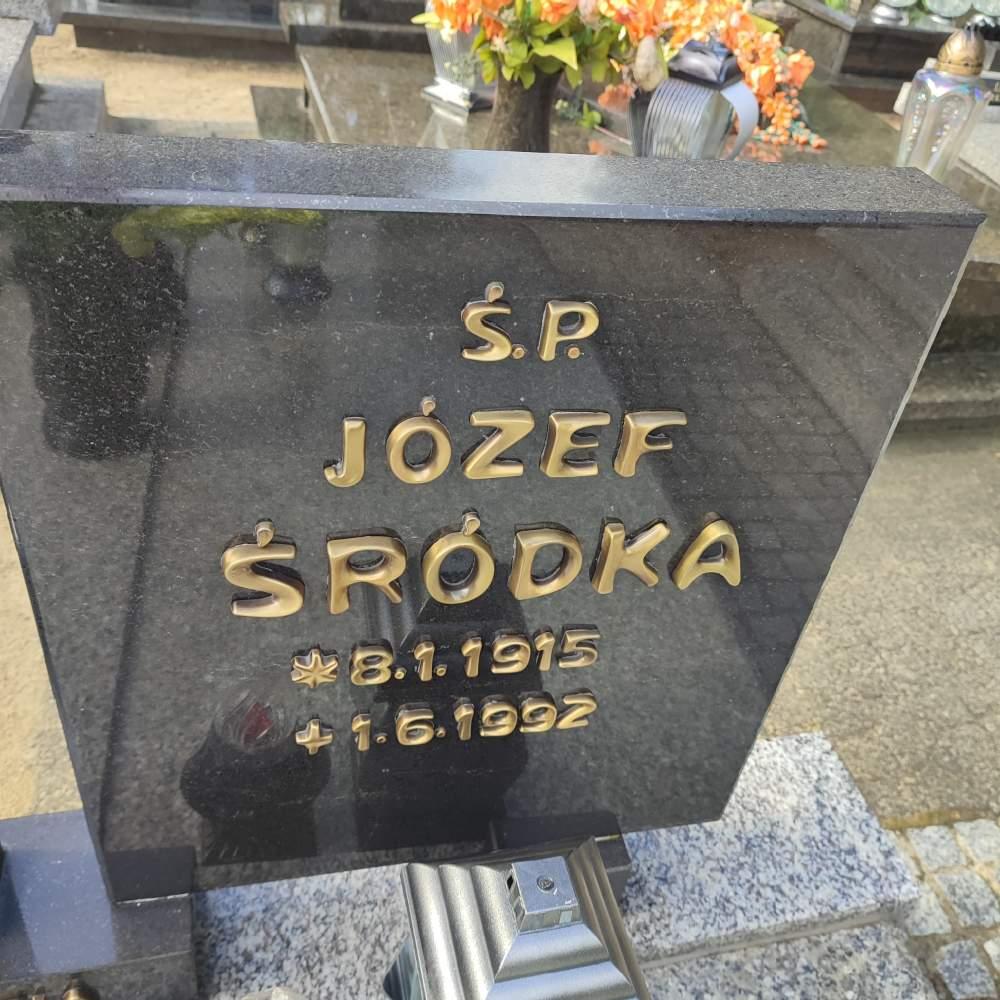 Ś.P.
JÓZEF
ŚRÓDKA
*8.1.1915
+1.6.1992